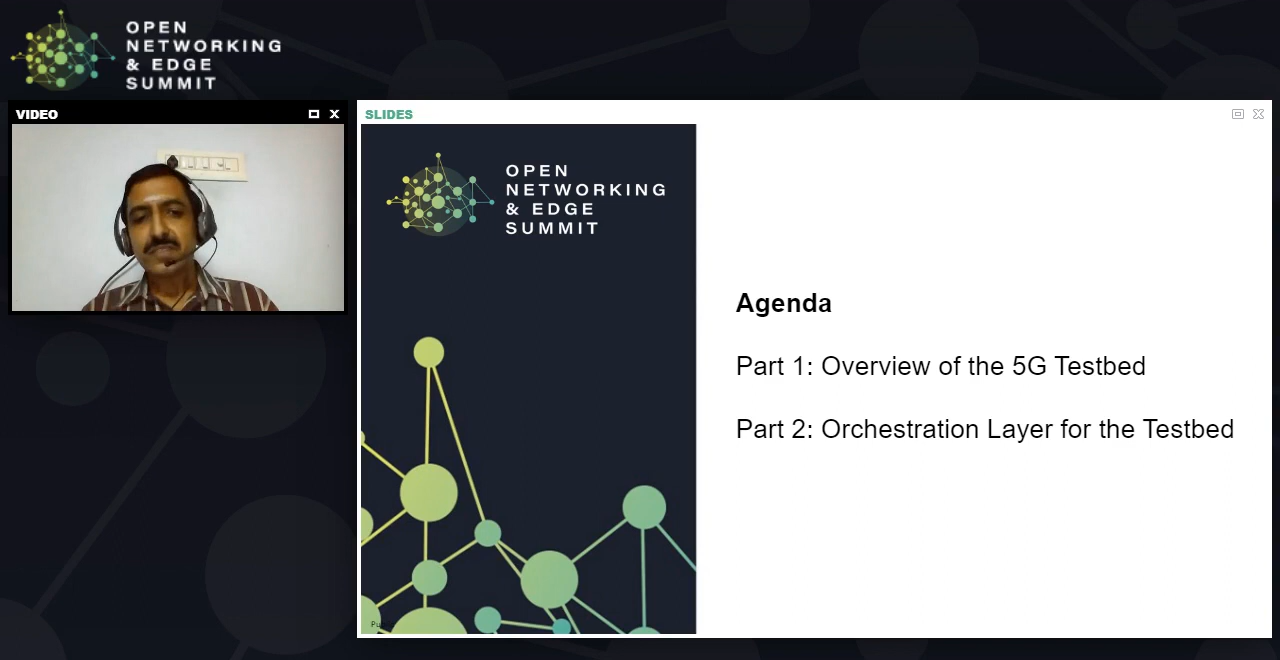 OPEN
NETWORKING
& EDGE
SUMMIT
VIDEO
SLIDES
OPEN
NETWORKING
& EDGE
SUMMIT
Agenda
Part 1: Overview of the 5G Testbed
Part 2: Orchestration Layer for the Testbed